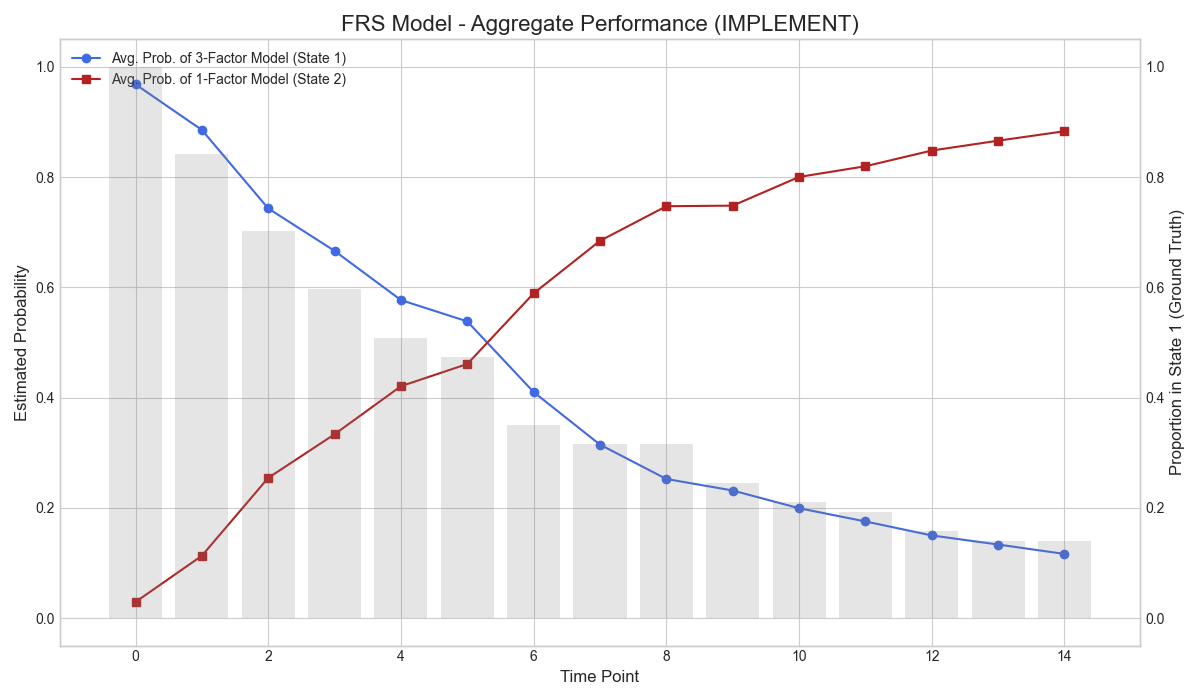 FRS Model - Aggregate Performance (IMPLEMENT)
Avg. Prob. of 3-Factor Model (State 1)
Avg. Prob. of 1-Factor Model (State 2)
Estimated Probability
1.0
0.8
0.6
0.4
0.2
0.0
1.0
0.8
0.6
0.4
0.2
0.0
Proportion in State 1 (Ground Truth)
0 2 4 6 8 10 12 14
Time Point